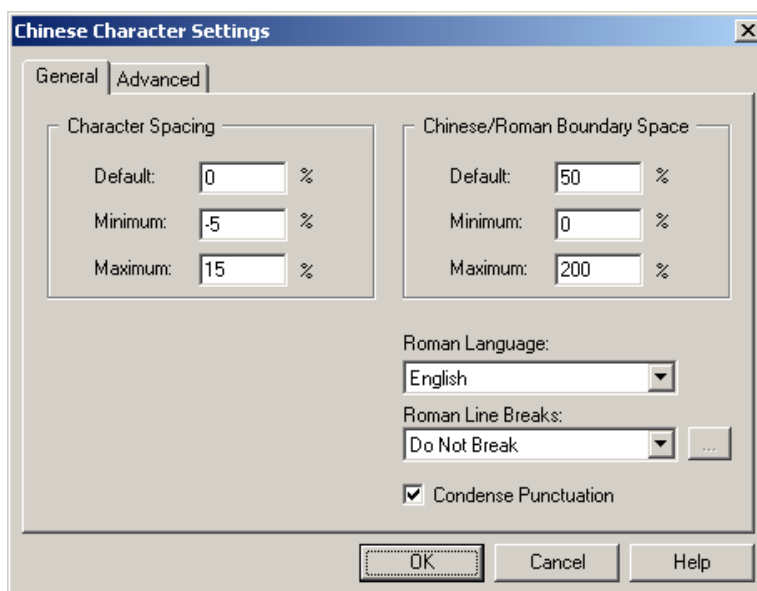 Chinese Character Settings
General Advanced
Character Spacing
Default: 0 %
Minimum: -5 %
Maximum: 15 %
Chinese/Roman Boundary Space
Default: 50 %
Minimum: 0 %
Maximum: 200 %
Roman Language:
English
Roman Line Breaks:
Do Not Break ...
Condense Punctuation
OK Cancel Help